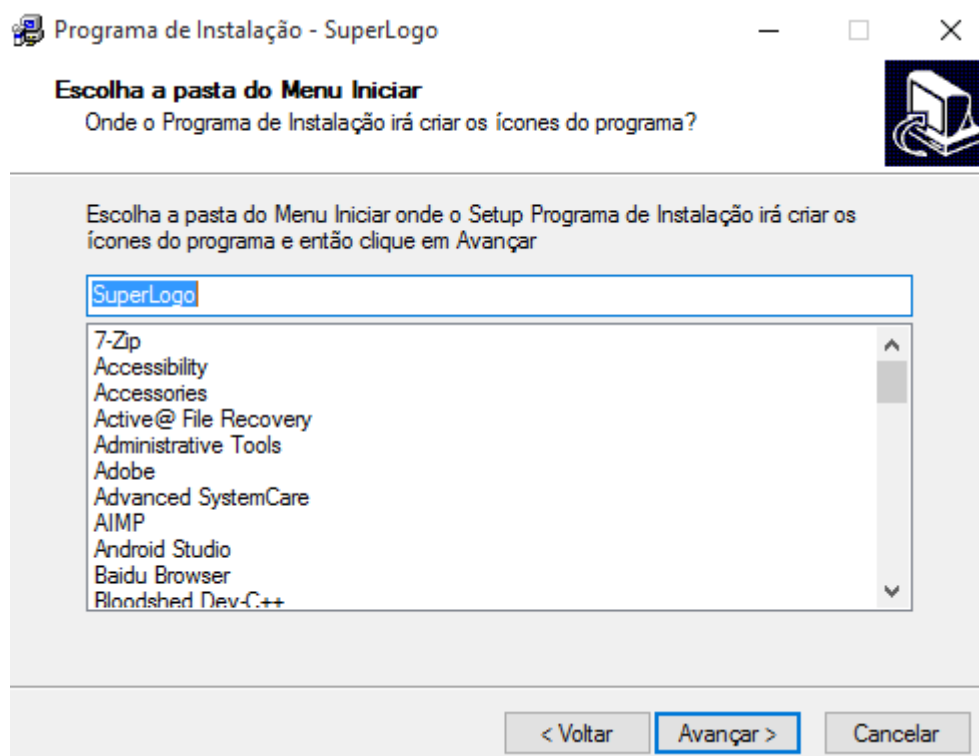 Programa de Instalação - SuperLogo
Escolha a pasta do Menu Iniciar
Onde o Programa de Instalação irá criar os ícones do programa?
Escolha a pasta do Menu Iniciar onde o Setup Programa de Instalação irá criar os
ícones do programa e então clique em Avançar
SuperLogo
7-Zip
Accessibility
Accessories
Active@ File Recovery
Administrative Tools
Adobe
Advanced SystemCare
AIMP
Android Studio
Baidu Browser
Bloodshed Dev-C++
< Voltar
Avançar >
Cancelar